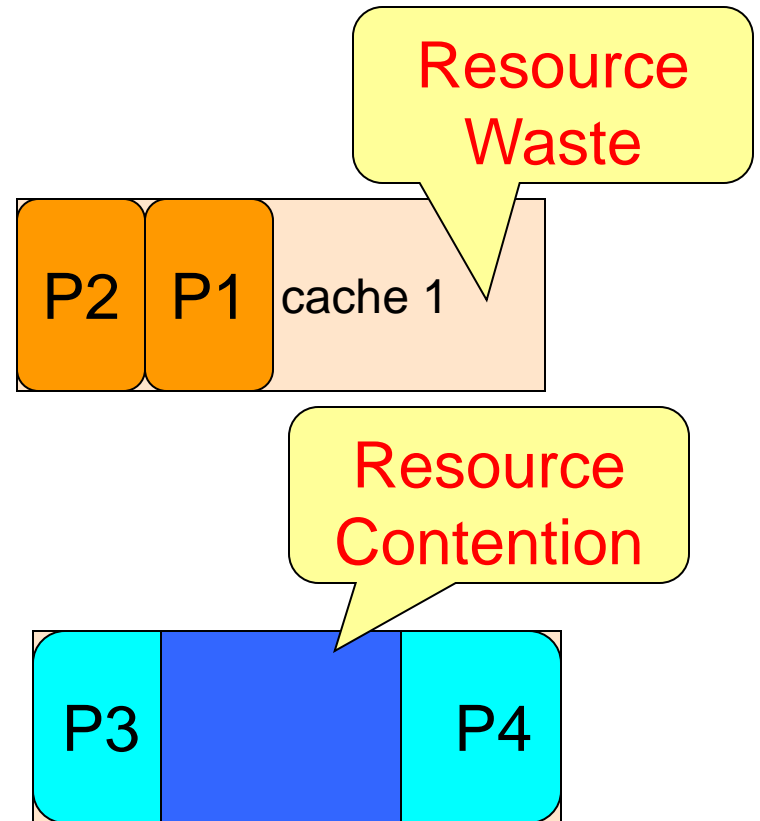 Resource
Waste
P2 P1 cache 1
Resource
Contention
P3 P4